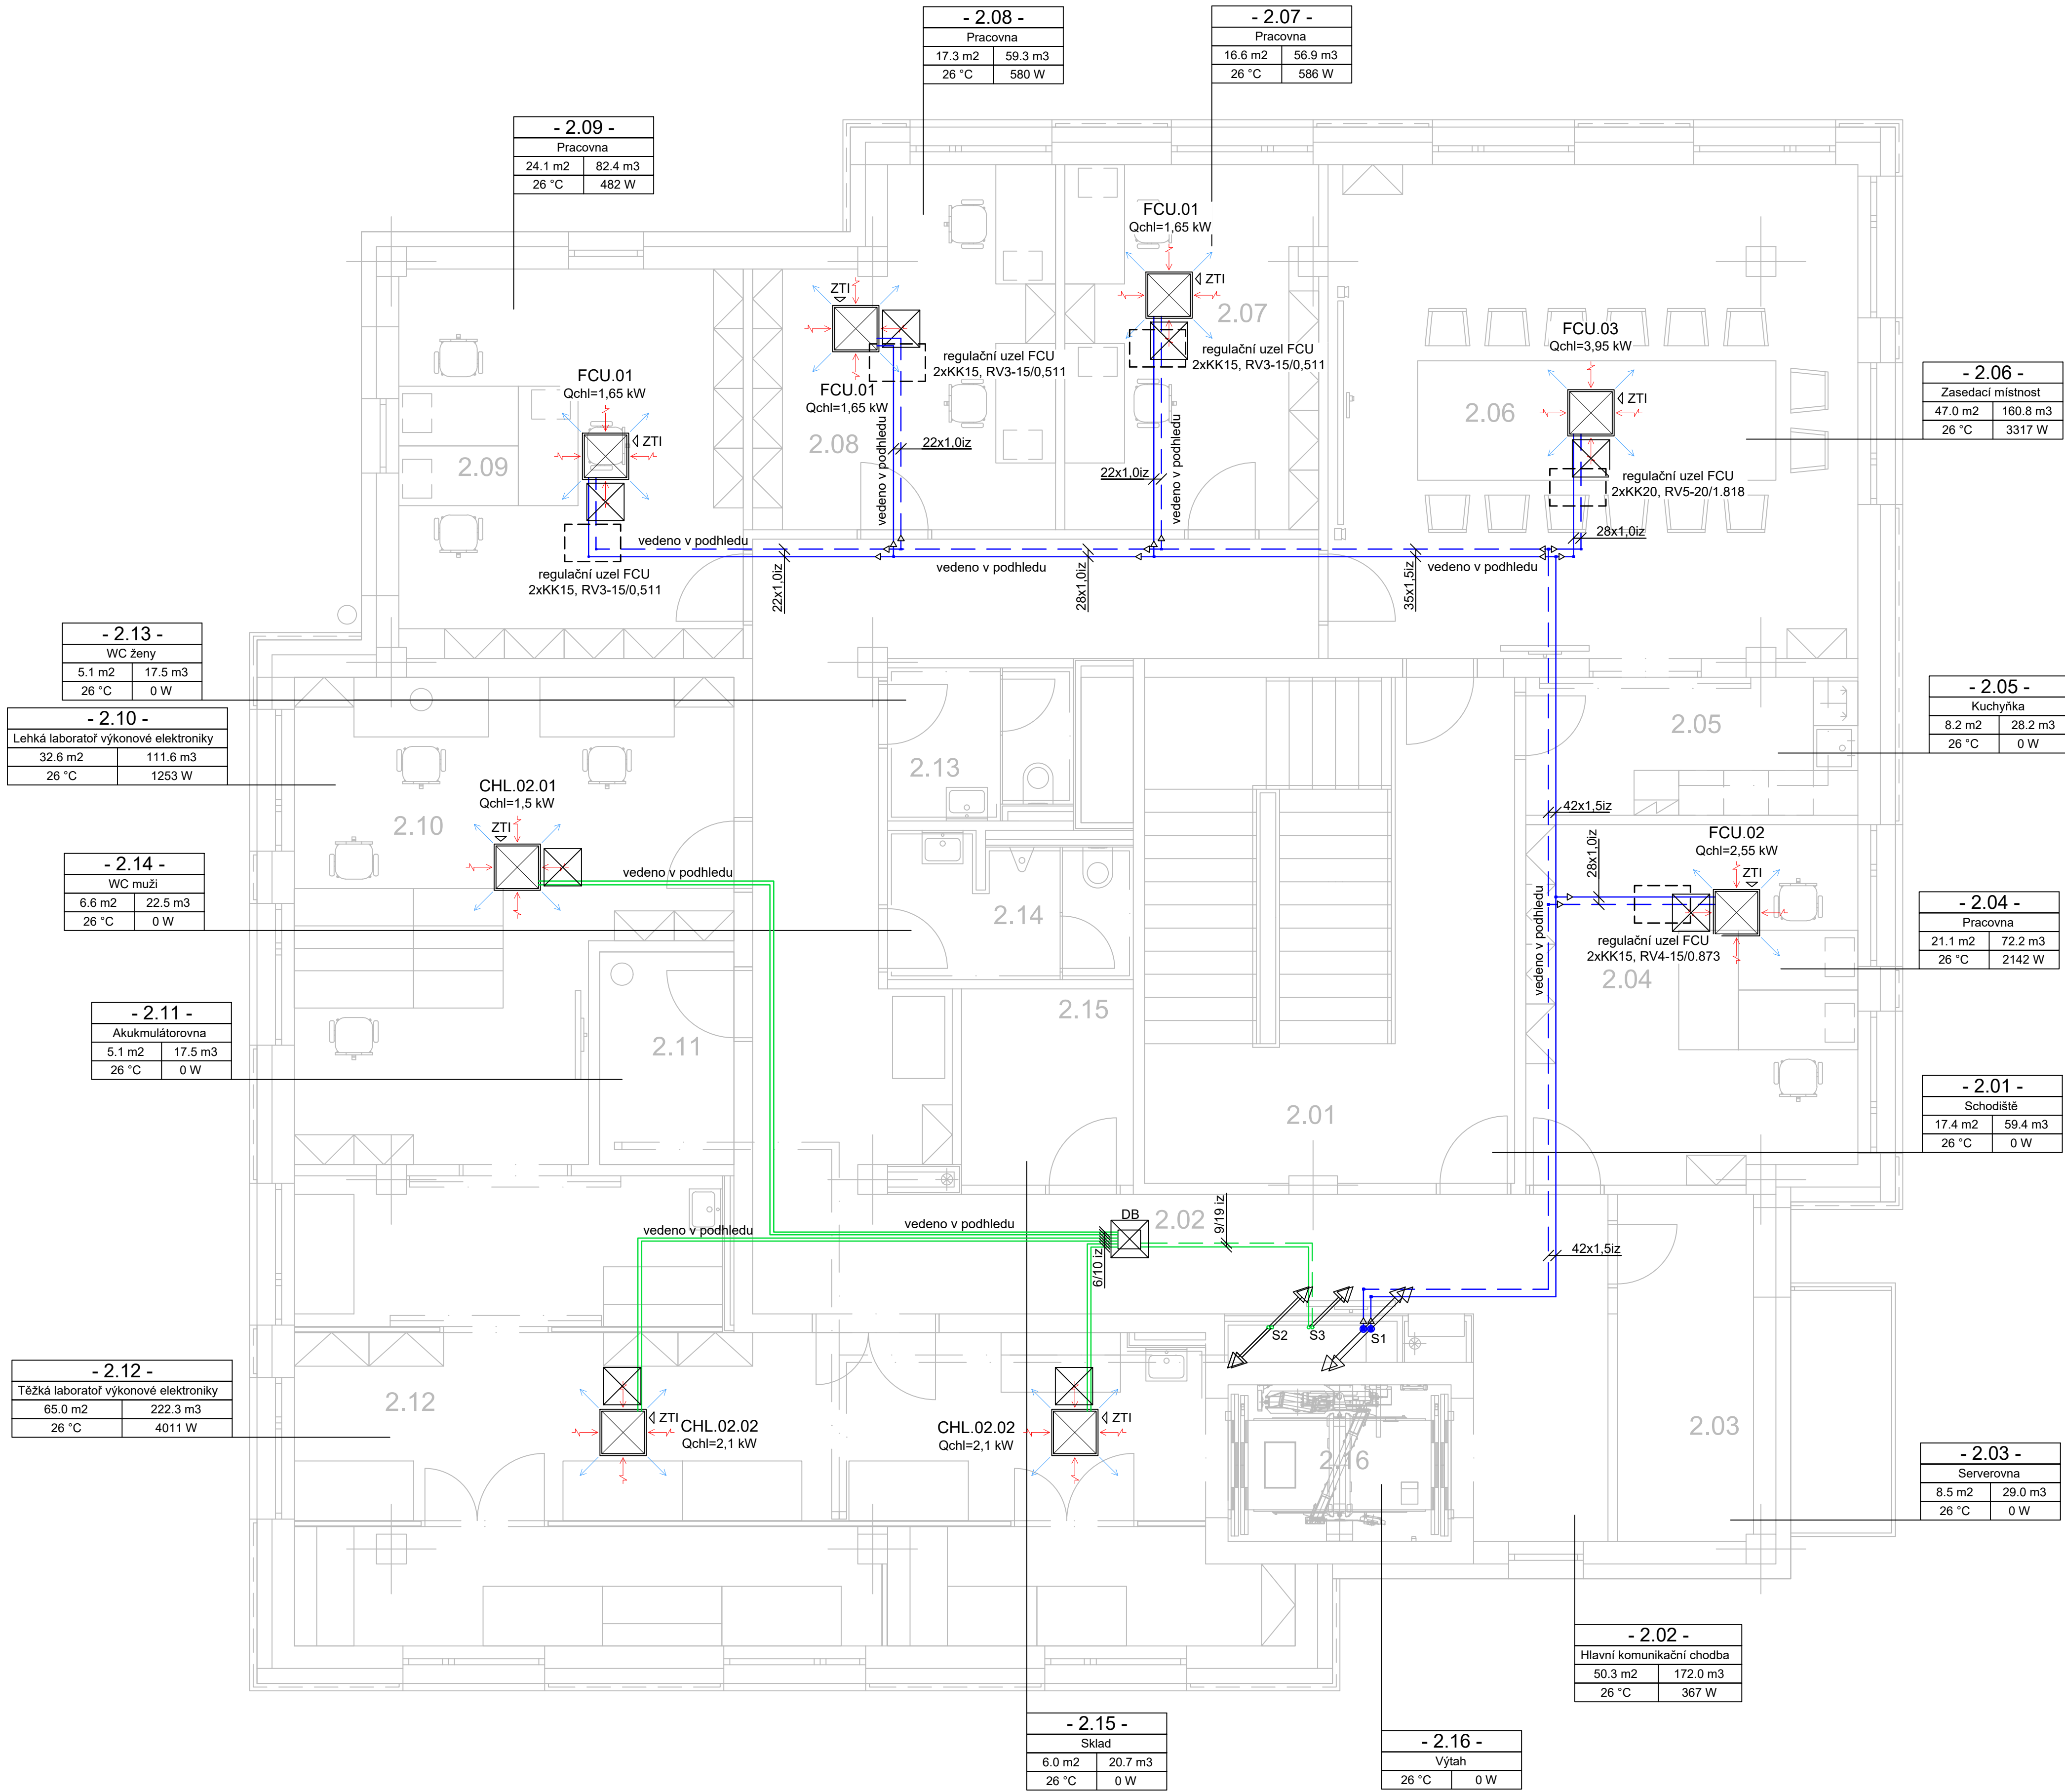 - 2.08 -
Pracovna
17.3 m2 59.3 m3
26 °C 580 W
- 2.07 -
Pracovna
16.6 m2 56.9 m3
26 °C 586 W
- 2.09 -
Pracovna
24.1 m2 82.4 m3
26 °C 482 W
FCU.01
Qchl=1,65 kW
ZTI
ZTI
2.07
regulační uzel FCU
2xKK15, RV3-15/0,511
regulační uzel FCU
2xKK15, RV3-15/0,511
FCU.01
Qchl=1,65 kW
2.08
FCU.03
Qchl=3,95 kW
ZTI
2.06
- 2.06 -
Zasedací místnost
47.0 m2 160.8 m3
26 °C 3317 W
FCU.01
Qchl=1,65 kW
ZTI
2.09
vedeno v podhledu
22x1,0iz
22x1,0iz
vedeno v podhledu
regulační uzel FCU
2xKK20, RV5-20/1.818
28x1,0iz
vedeno v podhledu
vedeno v podhledu
vedeno v podhledu
regulační uzel FCU
2xKK15, RV3-15/0,511
22x1,0iz
28x1,0iz
35x1,5iz
- 2.13 -
WC ženy
5.1 m2 17.5 m3
26 °C 0 W
- 2.10 -
Lehká laboratoř výkonové elektroniky
32.6 m2 111.6 m3
26 °C 1253 W
- 2.05 -
Kuchyňka
8.2 m2 28.2 m3
26 °C 0 W
2.05
2.13
CHL.02.01
Qchl=1,5 kW
ZTI
2.10
vedeno v podhledu
42x1,5iz
28x1,0iz
FCU.02
Qchl=2,55 kW
ZTI
- 2.14 -
WC muži
6.6 m2 22.5 m3
26 °C 0 W
2.14
vedeno v podhledu
regulační uzel FCU
2xKK15, RV4-15/0.873
2.04
- 2.04 -
Pracovna
21.1 m2 72.2 m3
26 °C 2142 W
- 2.11 -
Akukmulátorovna
5.1 m2 17.5 m3
26 °C 0 W
2.11
2.15
2.01
- 2.01 -
Schodiště
17.4 m2 59.4 m3
26 °C 0 W
vedeno v podhledu
vedeno v podhledu
DB
2.02
9/19 iz
6/10 iz
42x1,5iz
S2
S3
S1
- 2.12 -
Těžká laboratoř výkonové elektroniky
65.0 m2 222.3 m3
26 °C 4011 W
2.12
ZTI
CHL.02.02
Qchl=2,1 kW
CHL.02.02
Qchl=2,1 kW
ZTI
2.16
2.03
- 2.03 -
Serverovna
8.5 m2 29.0 m3
26 °C 0 W
- 2.02 -
Hlavní komunikační chodba
50.3 m2 172.0 m3
26 °C 367 W
- 2.15 -
Sklad
6.0 m2 20.7 m3
26 °C 0 W
- 2.16 -
Výtah
26 °C 0 W